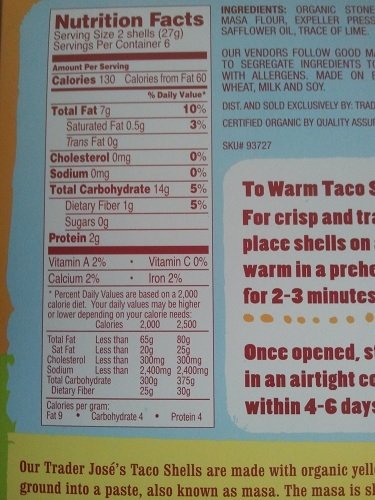 Nutrition Facts
Serving Size 2 shells (27g)
Servings Per Container 6
Amount Per Serving
Calories 130 Calories from Fat 60
% Daily Value*
Total Fat 7g 10%
Saturated Fat 0.5g 3%
Trans Fat 0g
Cholesterol 0mg 0%
Sodium 0mg 0%
Total Carbohydrate 14g 5%
Dietary Fiber 1g 5%
Sugars 0g
Protein 2g
Vitamin A 2% • Vitamin C 0%
Calcium 2% • Iron 2%
* Percent Daily Values are based on a 2,000
calorie diet. Your daily values may be higher
or lower depending on your calorie needs:
Calories 2,000 2,500
Total Fat Less than 65g 80g
Sat Fat Less than 20g 25g
Cholesterol Less than 300mg 300mg
Sodium Less than 2,400mg 2,400mg
Total Carbohydrate 300g 375g
Dietary Fiber 25g 30g
Calories per gram:
Fat 9 • Carbohydrate 4 • Protein 4
INGREDIENTS: ORGANIC STONE
MASA FLOUR, EXPELLER PRESS
SAFFLOWER OIL, TRACE OF LIME.
OUR VENDORS FOLLOW GOOD MA
TO SEGREGATE INGREDIENTS TO
WITH ALLERGENS. MADE ON E
WHEAT, MILK AND SOY.
DIST. AND SOLD EXCLUSIVELY BY: TRAD
CERTIFIED ORGANIC BY QUALITY ASSU
SKU# 93727
To Warm Taco S
For crisp and tra
place shells on
warm in a prehe
for 2-3 minutes
Once opened, st
in an airtight co
within 4-6 days
Our Trader José's Taco Shells are made with organic yell
ground into a paste, also known as masa. The masa is sh